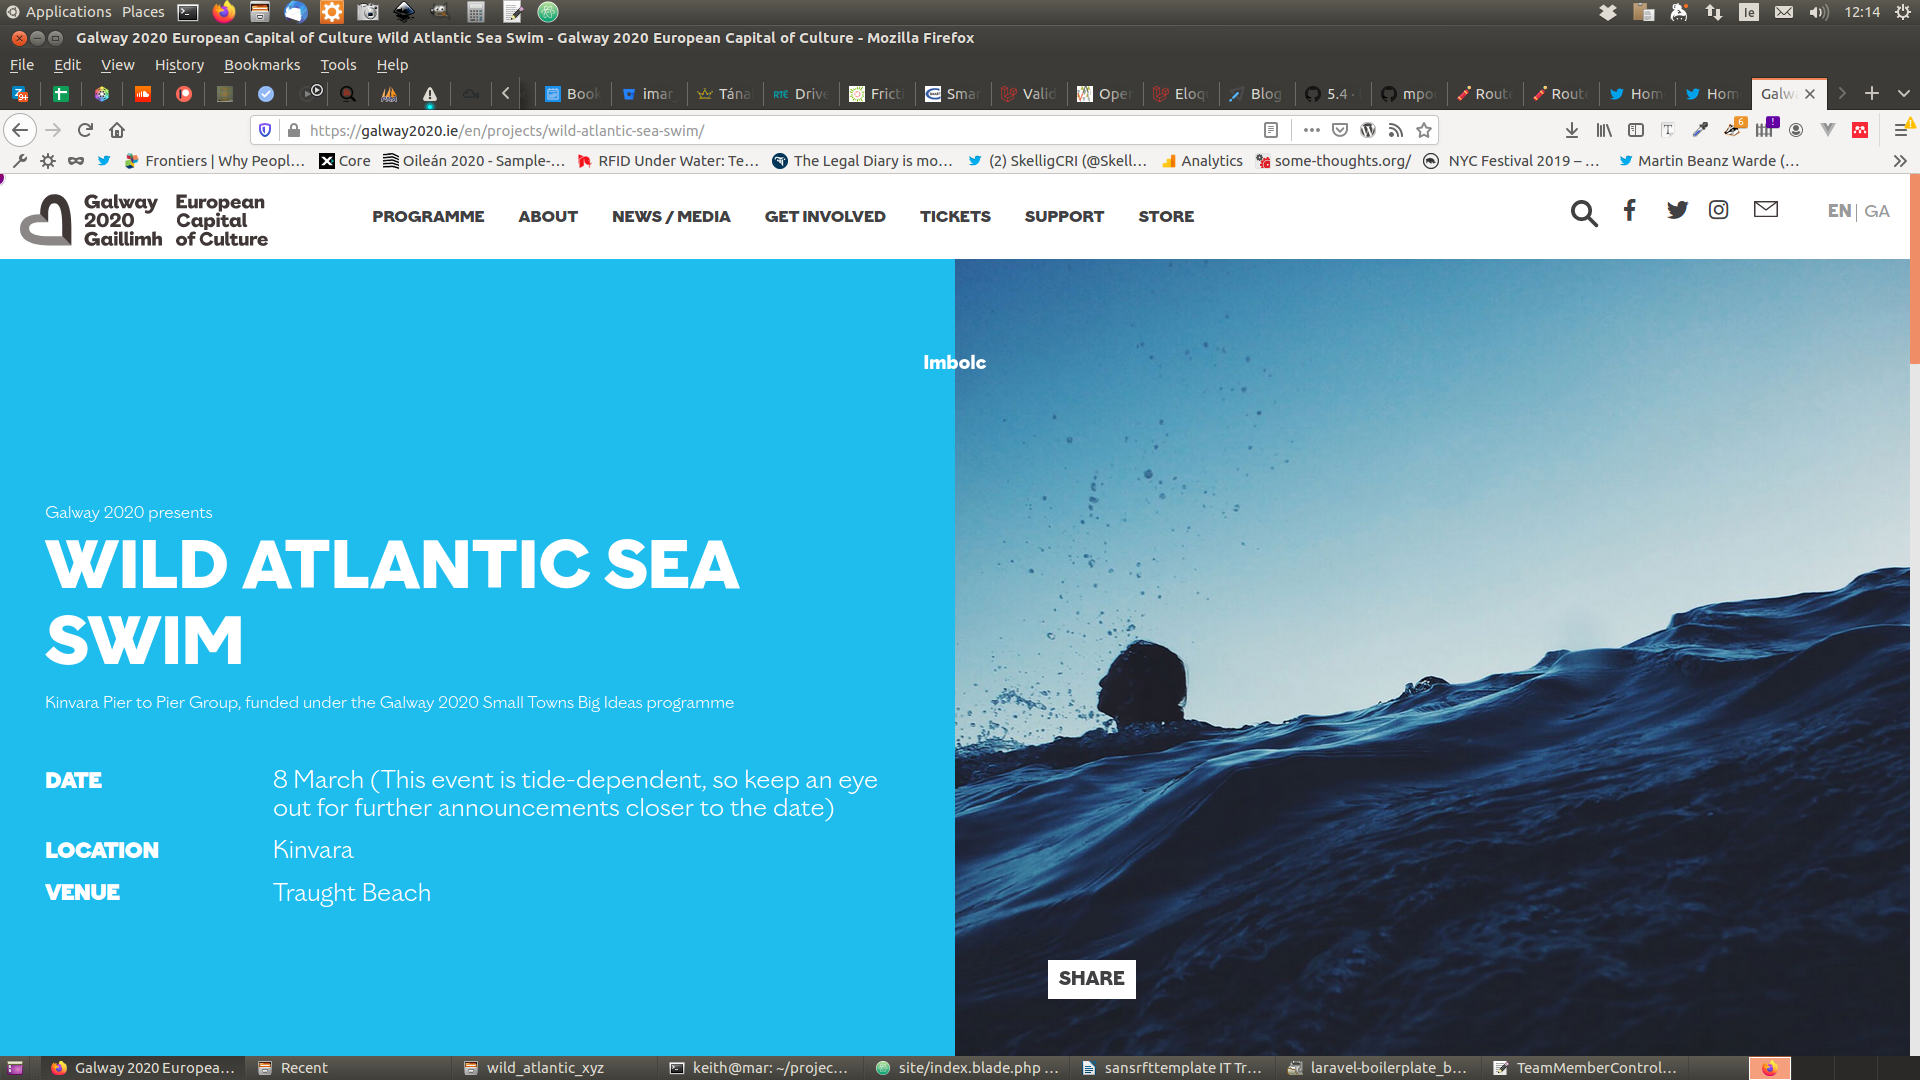 Applications Places
Ie
12:14
Galway 2020 European Capital of Culture Wild Atlantic Sea Swim - Galway 2020 European Capital of Culture - Mozilla Firefox
File Edit View History Bookmarks Tools Help
Book imar Tána RTÉ Drive Fricti Smar Valid Oper Eloq Blog 5.4 - mpo Rout Rout Hom Hom Galw
https://galway2020.ie/en/projects/wild-atlantic-sea-swim/
6
Frontiers | Why Peopl... Core Oileán 2020 - Sample-... RFID Under Water: Te... The Legal Diary is mo... (2) SkelligCRI (@Skell... Analytics some-thoughts.org/ NYC Festival 2019 – ... Martin Beanz Warde (...
Galway 2020 Gaillimh
European Capital of Culture
PROGRAMME ABOUT NEWS / MEDIA GET INVOLVED TICKETS SUPPORT STORE
EN | GA
Imbolc
Galway 2020 presents
WILD ATLANTIC SEA
SWIM
Kinvara Pier to Pier Group, funded under the Galway 2020 Small Towns Big Ideas programme
DATE 8 March (This event is tide-dependent, so keep an eye
out for further announcements closer to the date)
LOCATION Kinvara
VENUE Traught Beach
SHARE
Galway 2020 Europea... Recent wild_atlantic_xyz keith@mar: ~/projec... site/index.blade.php ... sansrfttemplate IT Tr... laravel-boilerplate_b... TeamMemberControl...